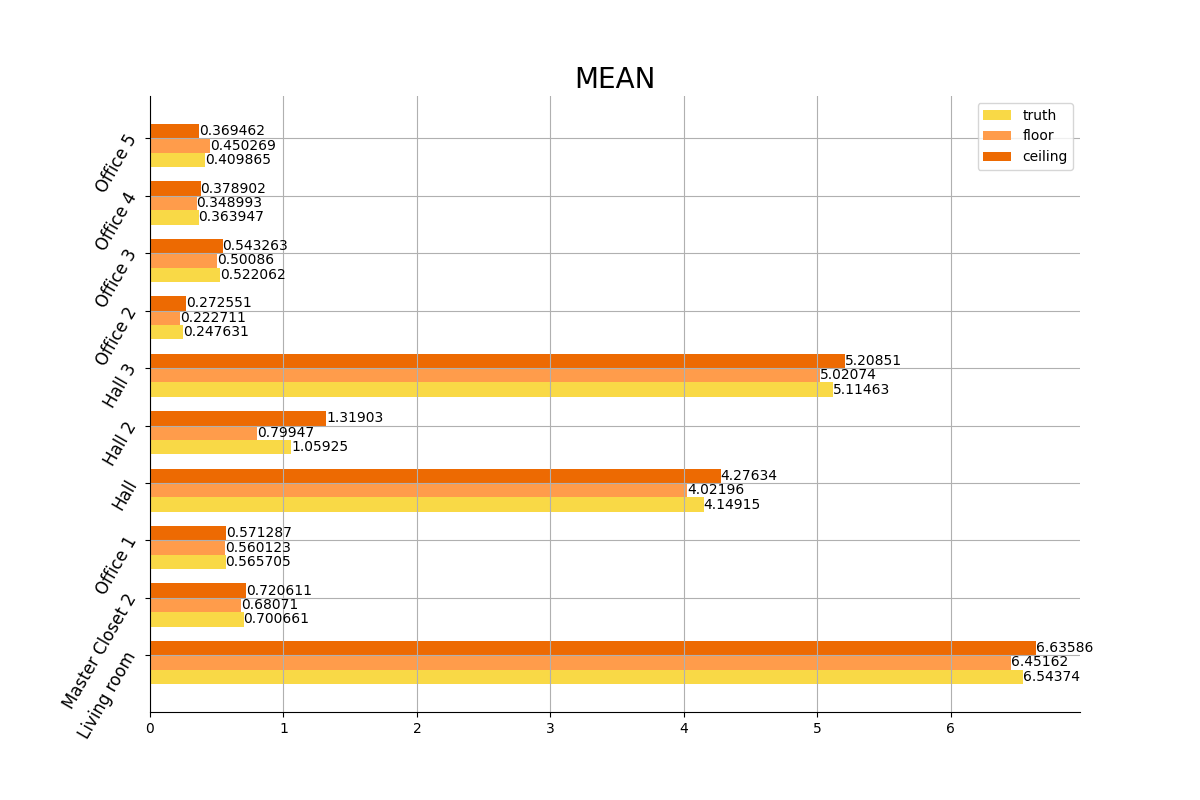 MEAN
truth
floor
ceiling
Office 5
0.369462
0.450269
0.409865
Office 4
0.378902
0.348993
0.363947
Office 3
0.543263
0.50086
0.522062
Office 2
0.272551
0.222711
0.247631
Hall 3
5.20851
5.02074
5.11463
Hall 2
1.31903
0.79947
1.05925
Hall
4.27634
4.02196
4.14915
Office 1
0.571287
0.560123
0.565705
Master Closet 2
0.720611
0.68071
0.700661
Living room
6.63586
6.45162
6.54374
0 1 2 3 4 5 6